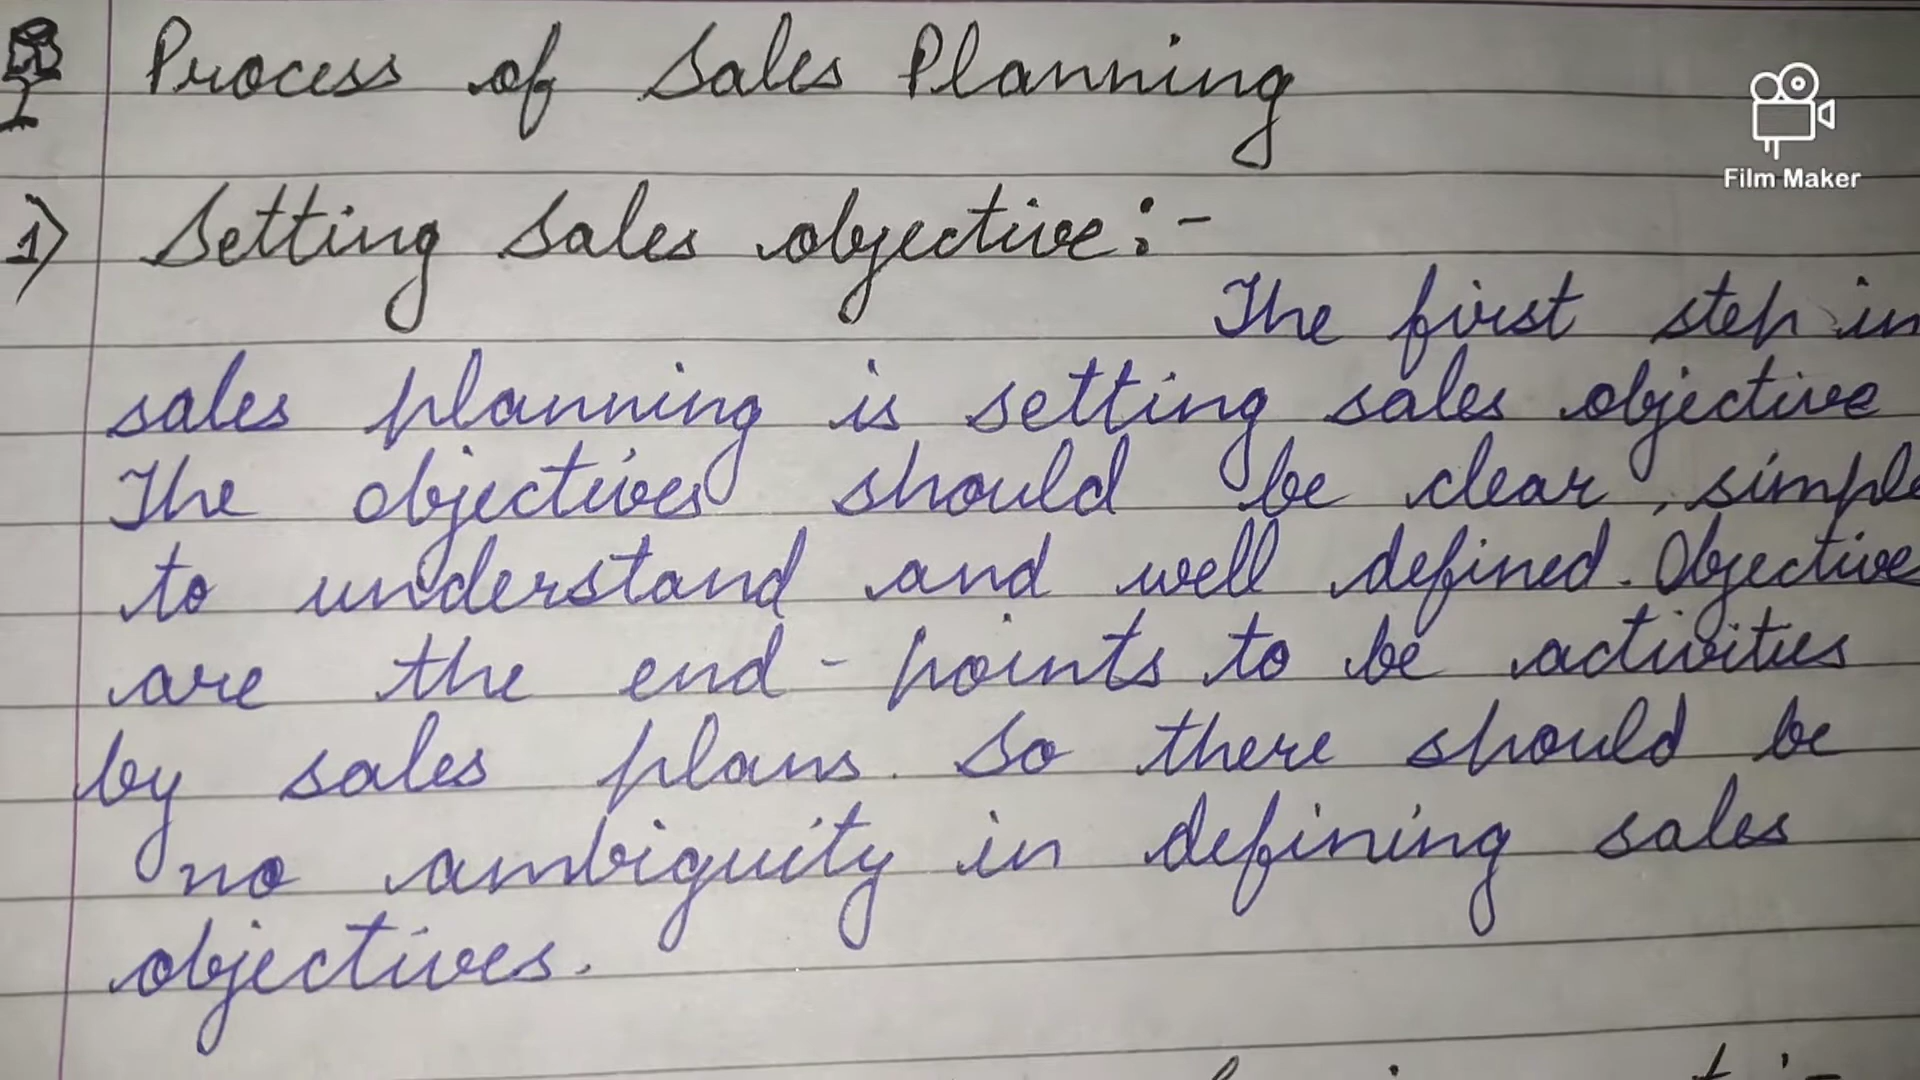 Process of Sales Planning
Film Maker
1) Setting Sales objective :-
The first step in
sales planning is setting sales objective
The objectives should be clear, simple
to understand and well defined. Objective
are the end - points to be activities
by sales plans. So there should be
no ambiguity in defining sales
objectives.